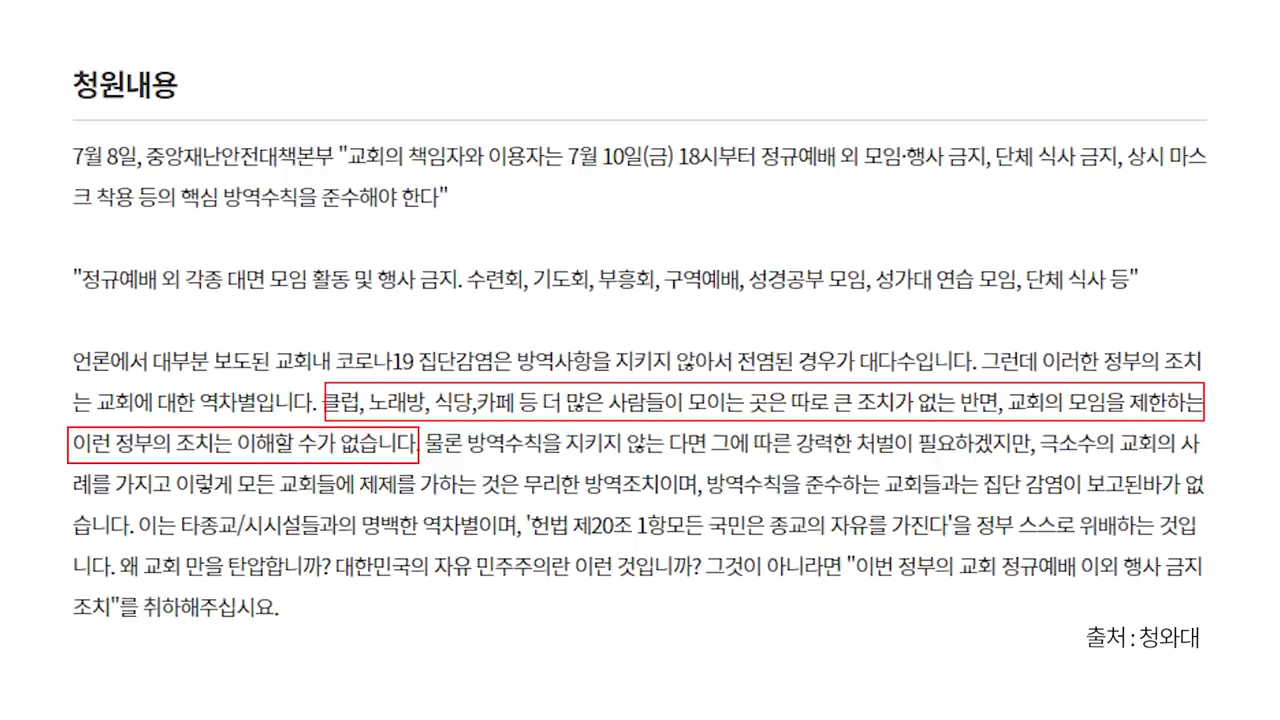 청원내용
7월 8일, 중앙재난안전대책본부 "교회의 책임자와 이용자는 7월 10일(금) 18시부터 정규예배 외 모임·행사 금지, 단체 식사 금지, 상시 마스
크 착용 등의 핵심 방역수칙을 준수해야 한다"
"정규예배 외 각종 대면 모임 활동 및 행사 금지. 수련회, 기도회, 부흥회, 구역예배, 성경공부 모임, 성가대 연습 모임, 단체 식사 등"
언론에서 대부분 보도된 교회내 코로나19 집단감염은 방역사항을 지키지 않아서 전염된 경우가 대다수입니다. 그런데 이러한 정부의 조치
는 교회에 대한 역차별입니다. 클럽, 노래방, 식당,카페 등 더 많은 사람들이 모이는 곳은 따로 큰 조치가 없는 반면, 교회의 모임을 제한하는
이런 정부의 조치는 이해할 수가 없습니다. 물론 방역수칙을 지키지 않는 다면 그에 따른 강력한 처벌이 필요하겠지만, 극소수의 교회의 사
례를 가지고 이렇게 모든 교회들에 제제를 가하는 것은 무리한 방역조치이며, 방역수칙을 준수하는 교회들과는 집단 감염이 보고된바가 없
습니다. 이는 타종교/시시설들과의 명백한 역차별이며, '헌법 제20조 1항모든 국민은 종교의 자유를 가진다'을 정부 스스로 위배하는 것입
니다. 왜 교회 만을 탄압합니까? 대한민국의 자유 민주주의란 이런 것입니까? 그것이 아니라면 "이번 정부의 교회 정규예배 이외 행사 금지
조치"를 취하해주십시요.
출처 : 청와대